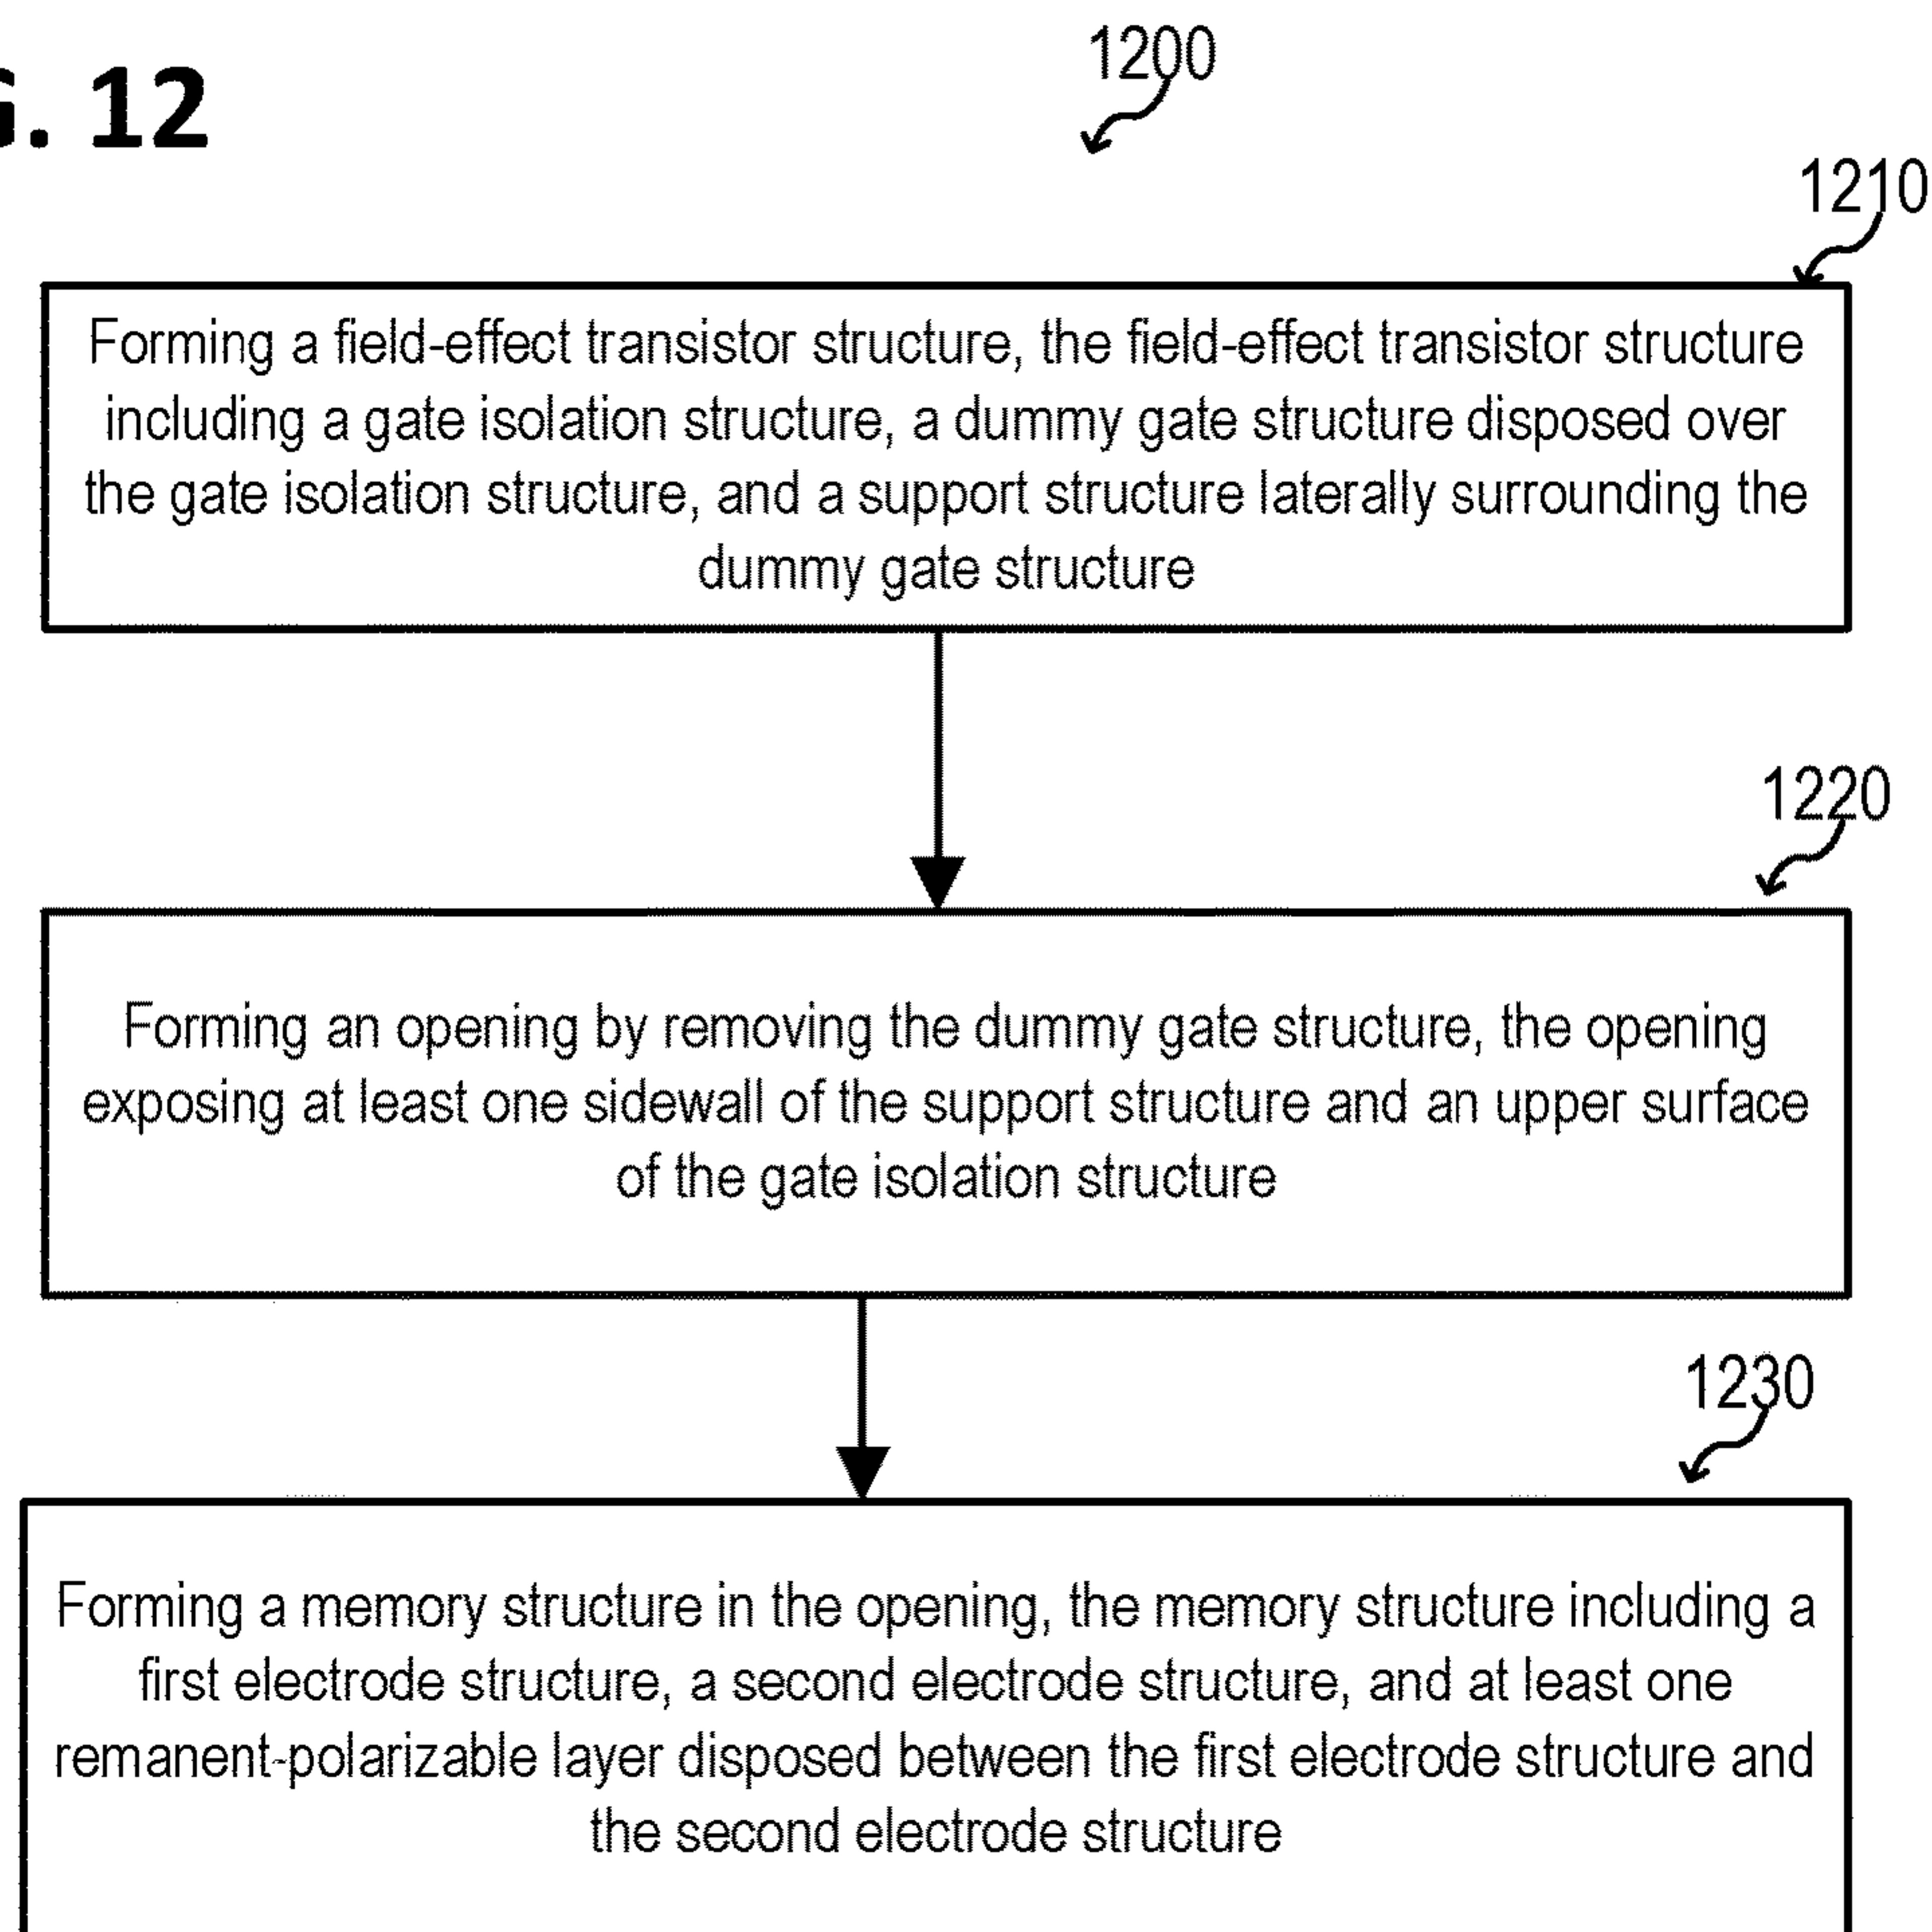 G. 12
1200
1210
Forming a field-effect transistor structure, the field-effect transistor structure
including a gate isolation structure, a dummy gate structure disposed over
the gate isolation structure, and a support structure laterally surrounding the
dummy gate structure
1220
Forming an opening by removing the dummy gate structure, the opening
exposing at least one sidewall of the support structure and an upper surface
of the gate isolation structure
1230
Forming a memory structure in the opening, the memory structure including a
first electrode structure, a second electrode structure, and at least one
remanent-polarizable layer disposed between the first electrode structure and
the second electrode structure